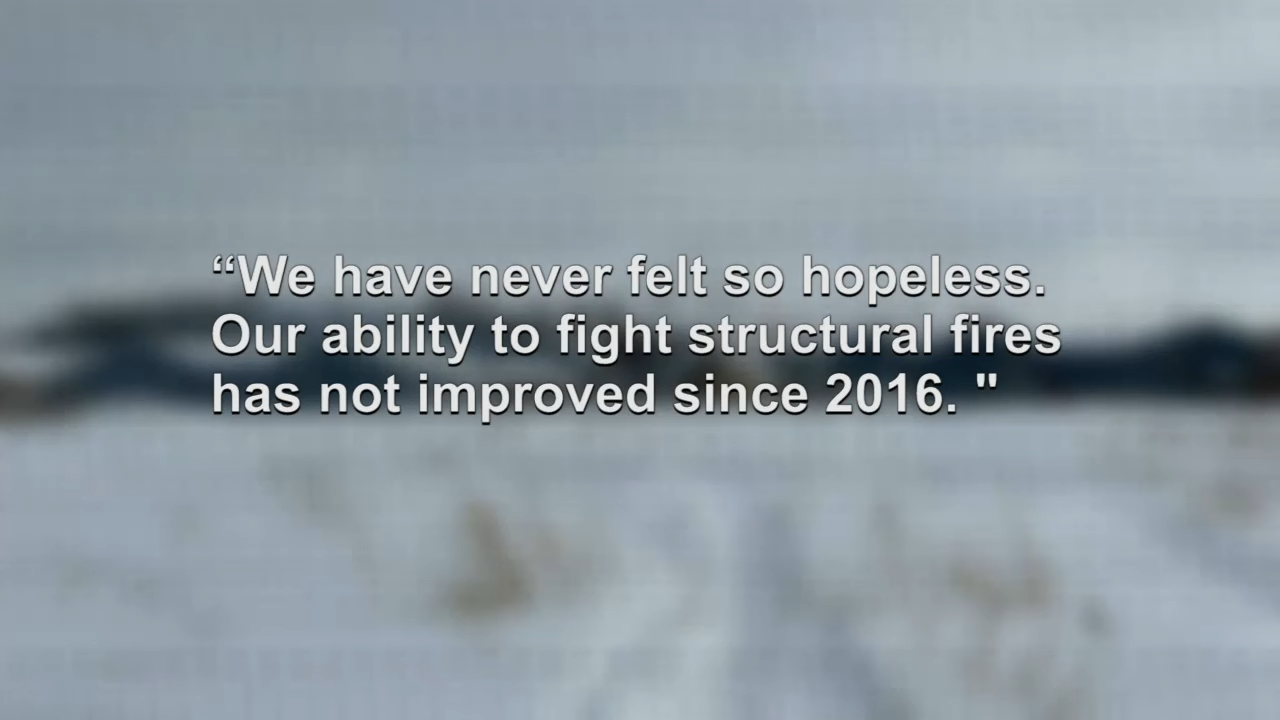 “We have never felt so hopeless.
Our ability to fight structural fires
has not improved since 2016. "